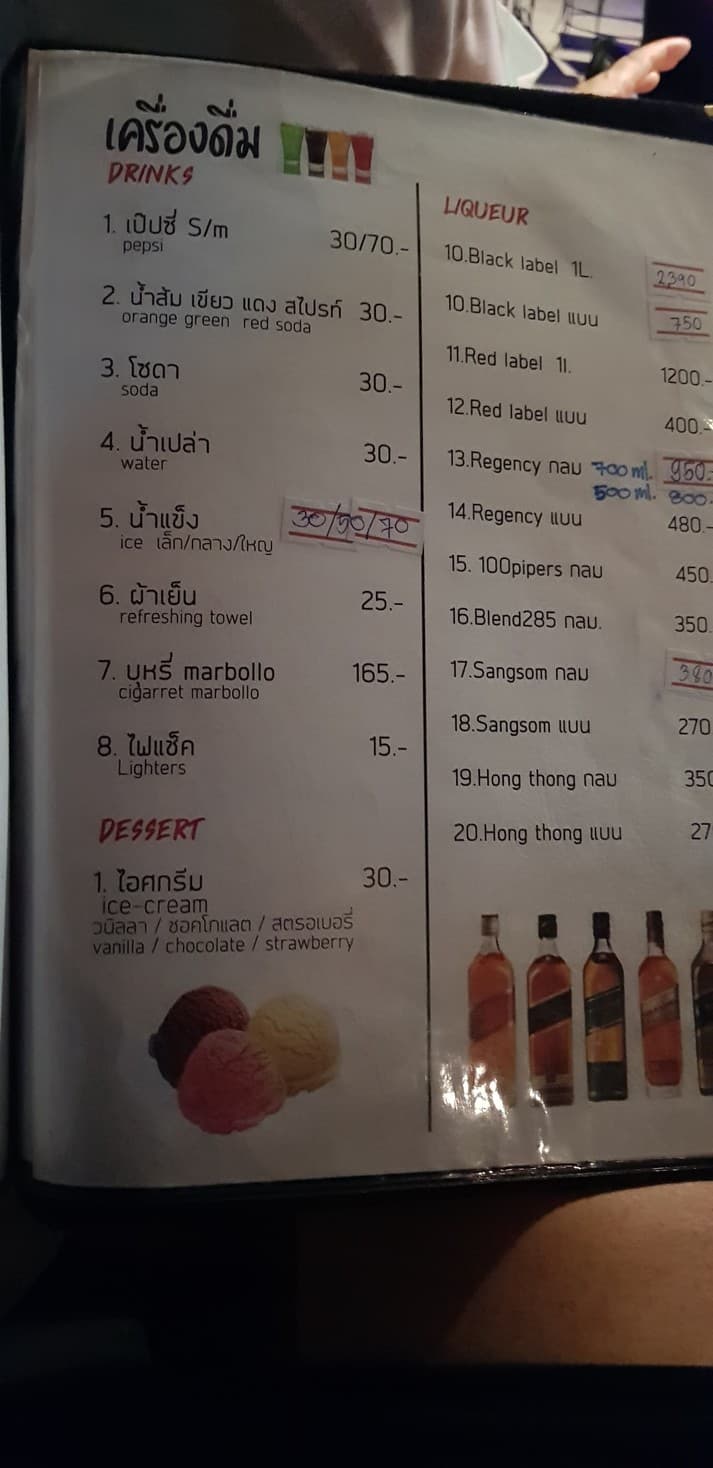 เครื่องดื่ม
DRINKS
1. เป๊ปซี่ S/m 30/70.-
pepsi
2. น้ำส้ม เขียว แดง สไปรท์ 30.-
orange green red soda
3. โซดา 30.-
soda
4. น้ำเปล่า 30.-
water
5. น้ำแข็ง 30/50/70
ice เล็ก/กลาง/ใหญ่
6. ผ้าเย็น 25.-
refreshing towel
7. บุหรี่ marbollo 165.-
cigarret marbollo
8. ไฟแช็ค 15.-
Lighters
DESSERT
1. ไอศกรีม 30.-
ice-cream
วนิลลา / ชอคโกแลต / สตรอเบอรี่
vanilla / chocolate / strawberry
LIQUEUR
10.Black label 1L. 2390
10.Black label แบน 750
11.Red label 1l. 1200.-
12.Red label แบน 400.-
13.Regency กลม 700 ml. 950.-
500 ml. 800.
14.Regency แบน 480.-
15. 100pipers กลม 450.
16.Blend285 กลม. 350.
17.Sangsom กลม 380
18.Sangsom แบน 270
19.Hong thong กลม 350
20.Hong thong แบน 27